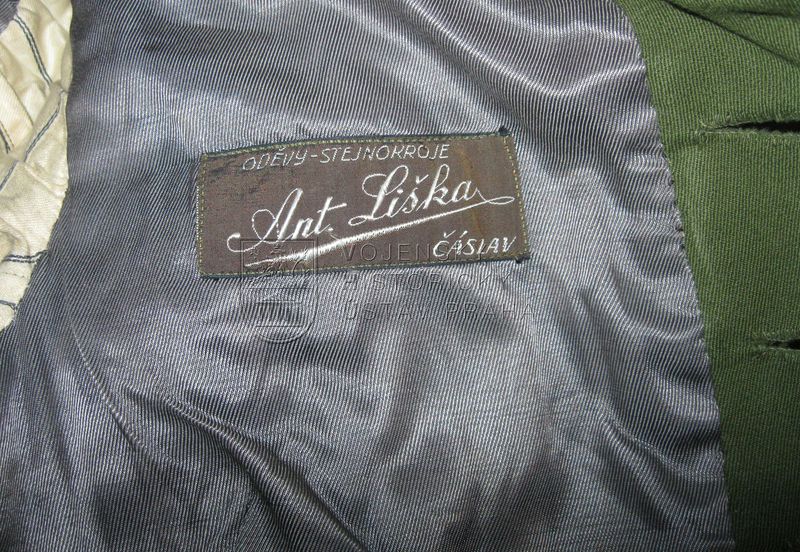 ODĚVY-STEJNOKROJE
Ant. Liška
ČÁSLAV
VOJENSKÝ
HISTORICKÝ
ÚSTAV PRAHA